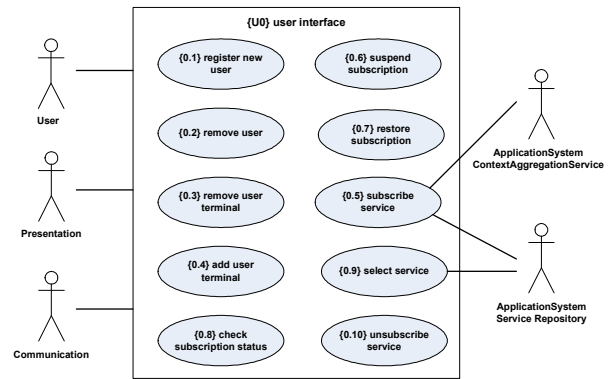 {U0} user interface
{0.1} register new
user
{0.6} suspend
subscription
User
{0.2} remove user
{0.7} restore
subscription
ApplicationSystem
ContextAggregationService
{0.3} remove user
terminal
{0.5} subscribe
service
Presentation
{0.4} add user
terminal
{0.9} select service
ApplicationSystem
Service Repository
{0.8} check
subscription status
{0.10} unsubscribe
service
Communication